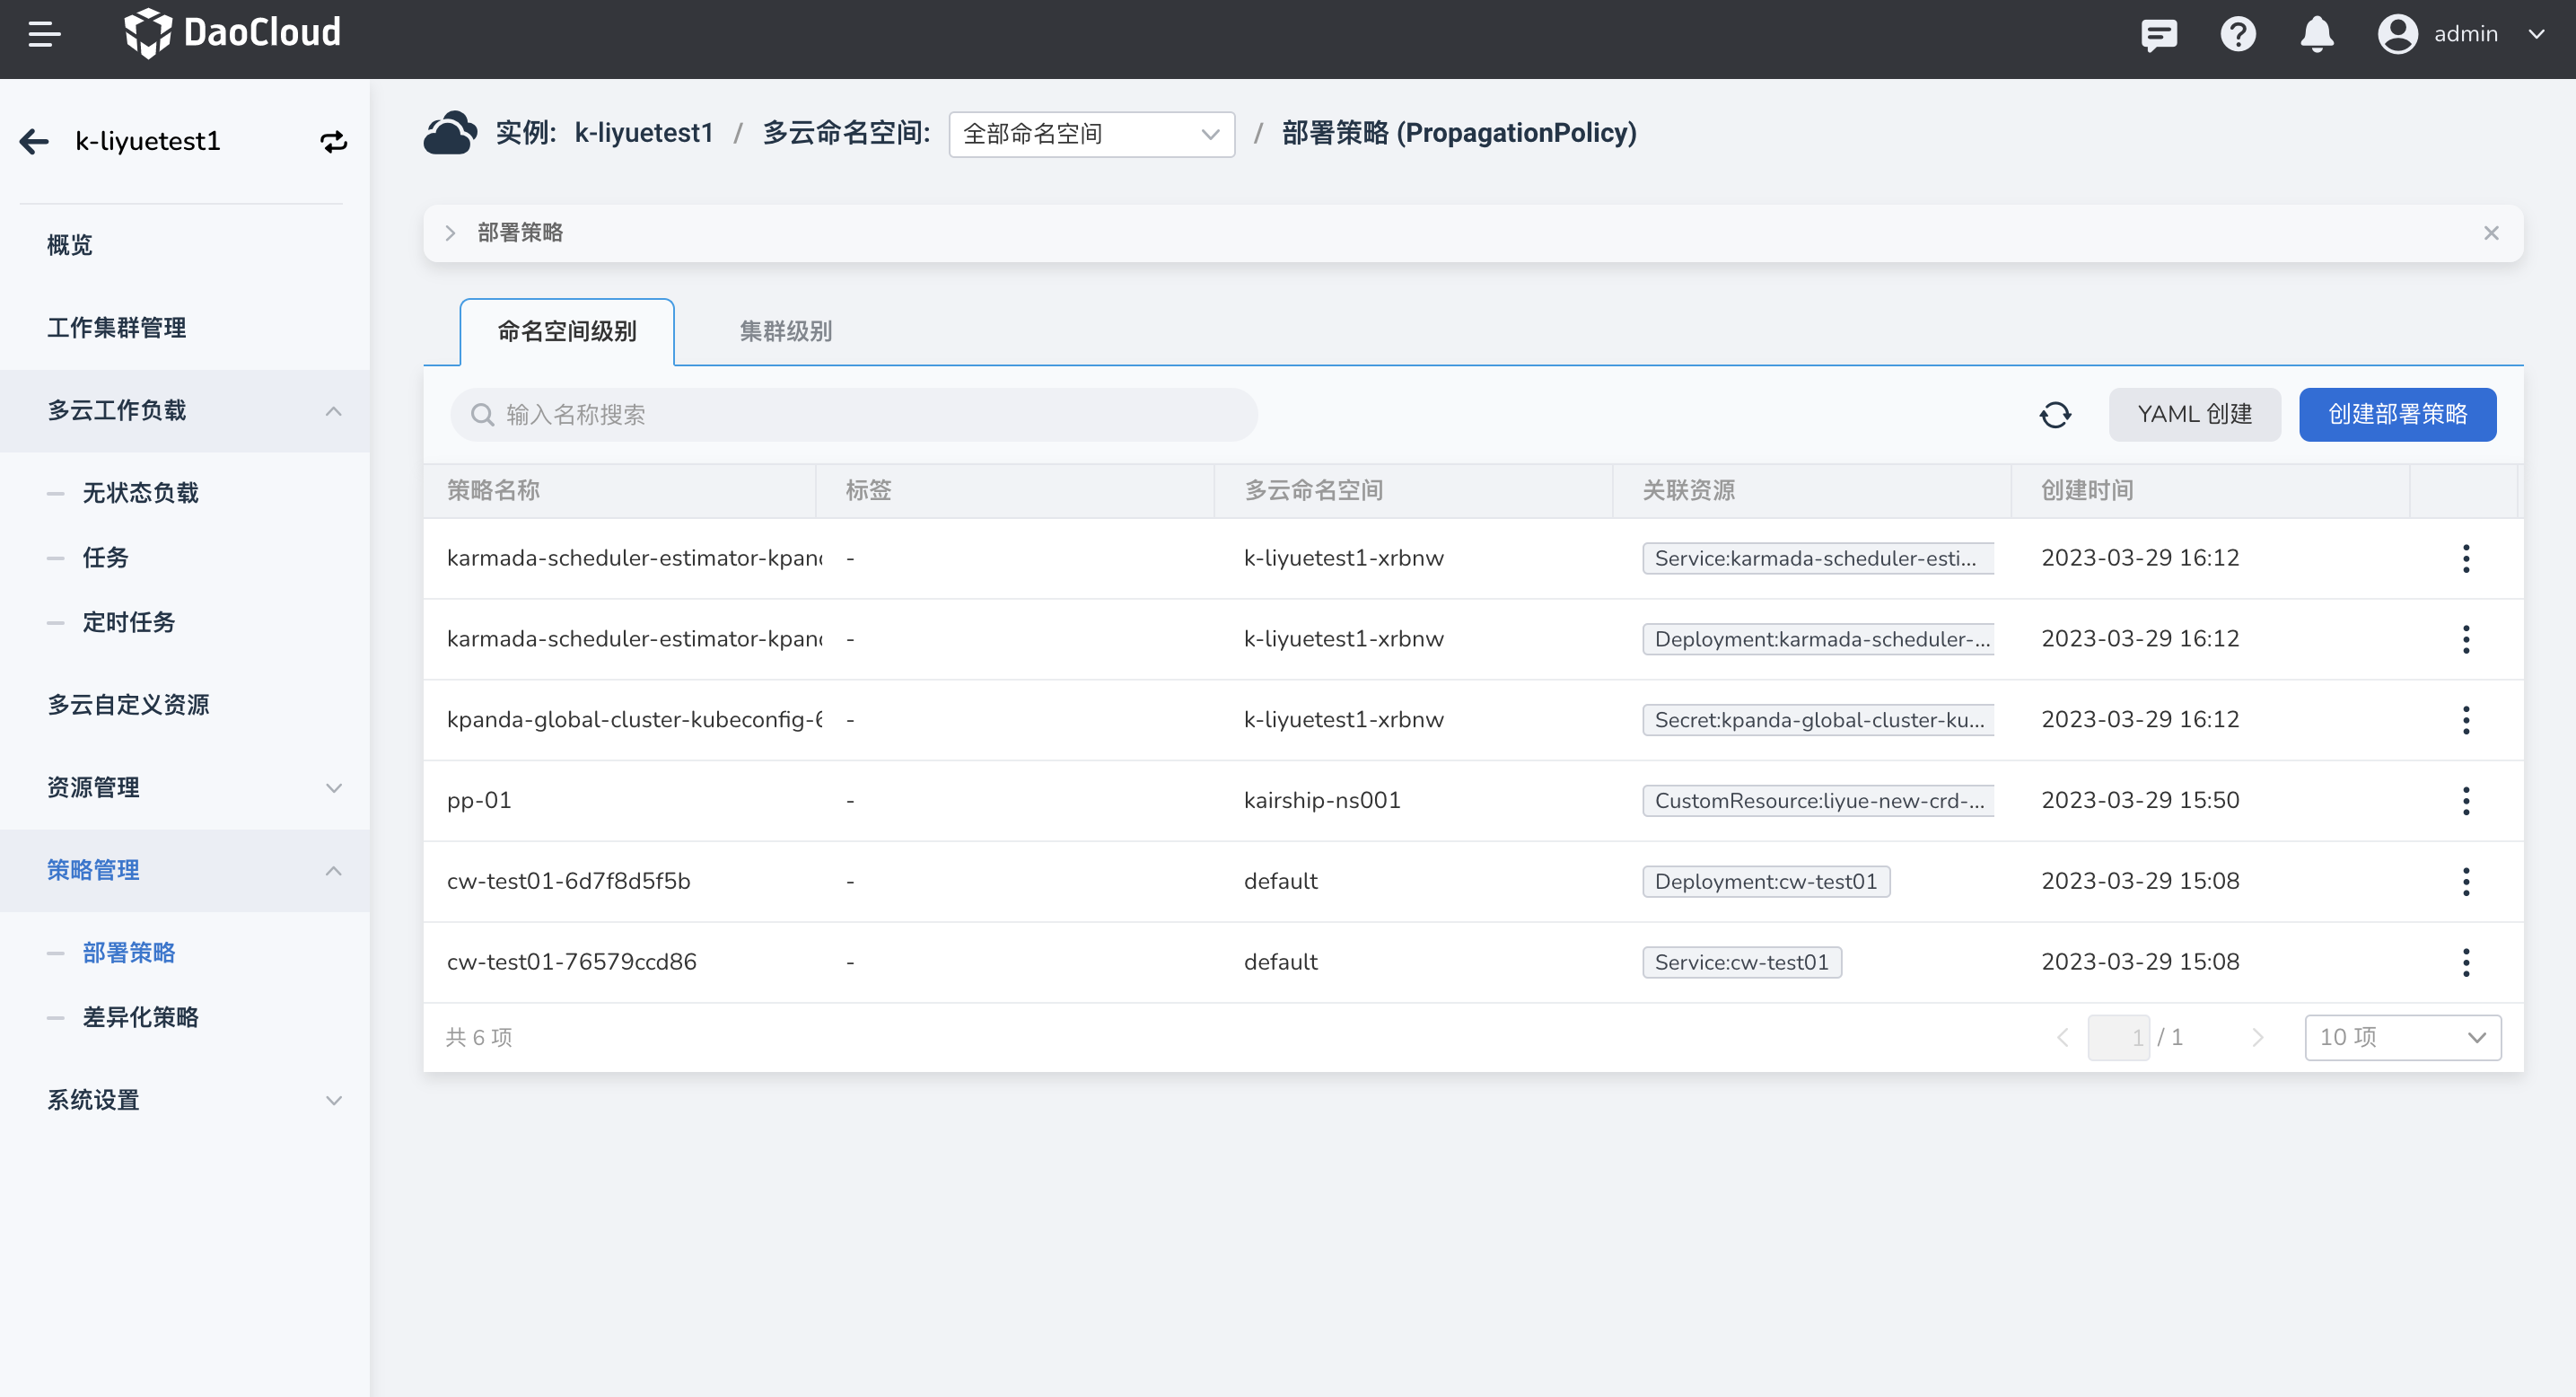 DaoCloud
admin
k-liyuetest1
概览
工作集群管理
多云工作负载
无状态负载
任务
定时任务
多云自定义资源
资源管理
策略管理
部署策略
差异化策略
系统设置
实例: k-liyuetest1 / 多云命名空间: 全部命名空间 / 部署策略 (PropagationPolicy)
部署策略
命名空间级别 集群级别
输入名称搜索 YAML 创建 创建部署策略
策略名称 标签 多云命名空间 关联资源 创建时间
karmada-scheduler-estimator-kpan - k-liyuetest1-xrbnw Service:karmada-scheduler-esti... 2023-03-29 16:12
karmada-scheduler-estimator-kpan - k-liyuetest1-xrbnw Deployment:karmada-scheduler-... 2023-03-29 16:12
kpanda-global-cluster-kubeconfig-6 - k-liyuetest1-xrbnw Secret:kpanda-global-cluster-ku... 2023-03-29 16:12
pp-01 - kairship-ns001 CustomResource:liyue-new-crd-... 2023-03-29 15:50
cw-test01-6d7f8d5f5b - default Deployment:cw-test01 2023-03-29 15:08
cw-test01-76579ccd86 - default Service:cw-test01 2023-03-29 15:08
共 6 项 1 / 1 10 项